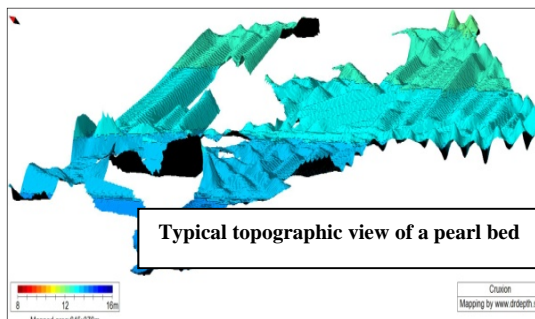 Typical topographic view of a pearl bed
8 12 16m
Cruxion
Mapping by www.drdepth.